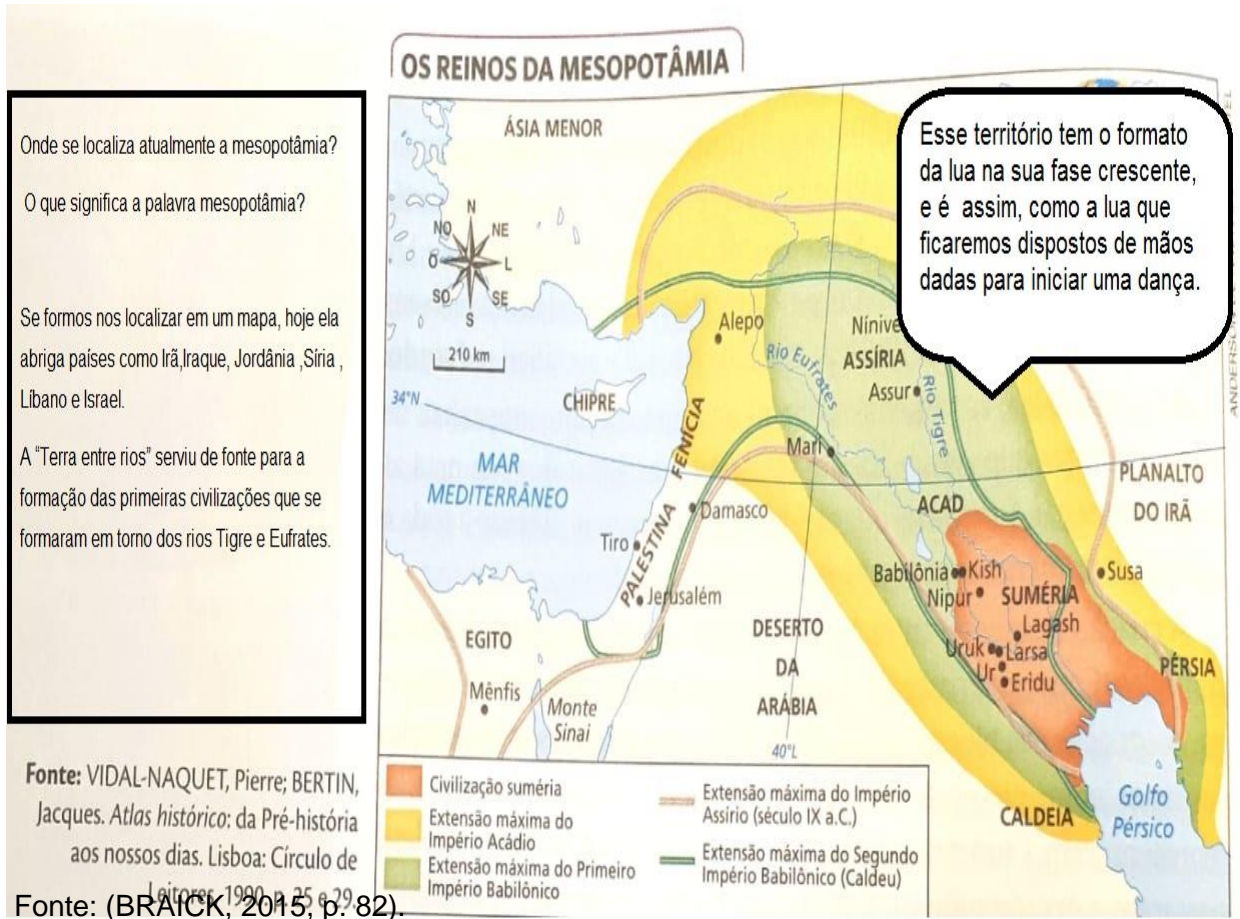 OS REINOS DA MESOPOTÂMIA
Onde se localiza atualmente a mesopotâmia?
O que significa a palavra mesopotâmia?
Se formos nos localizar em um mapa, hoje ela
abriga países como Irã,Iraque, Jordânia ,Síria ,
Líbano e Israel.
A “Terra entre rios” serviu de fonte para a
formação das primeiras civilizações que se
formaram em torno dos rios Tigre e Eufrates.
Esse território tem o formato
da lua na sua fase crescente,
e é assim, como a lua que
ficaremos dispostos de mãos
dadas para iniciar uma dança.
ÁSIA MENOR
N
NO
NE
O
L
SO
SE
S
210 km
34°N
CHIPRE
MAR
MEDITERRÂNEO
Alepo
Rio Eufrates
Nínive
ASSÍRIA
Assur
Rio Tigre
FENÍCIA
Mari
PLANALTO
DO IRÃ
ACAD
Damasco
Tiro
PALESTINA
Jerusalém
Babilônia
Kish
Susa
Nipur
SUMÉRIA
Lagash
EGITO
DESERTO
DA
ARÁBIA
Uruk
Larsa
Ur
Eridu
PÉRSIA
Mênfis
Monte
Sinai
40°L
CALDEIA
Golfo
Pérsico
Civilização suméria
Extensão máxima do
Império Acádio
Extensão máxima do Primeiro
Império Babilônico
Extensão máxima do Império
Assírio (século IX a.C.)
Extensão máxima do Segundo
Império Babilônico (Caldeu)
Fonte: VIDAL-NAQUET, Pierre; BERTIN,
Jacques. Atlas histórico: da Pré-história
aos nossos dias. Lisboa: Círculo de
Leitores, 1990. p. 25 e 29.
Fonte: (BRAICK, 2015, p. 82).